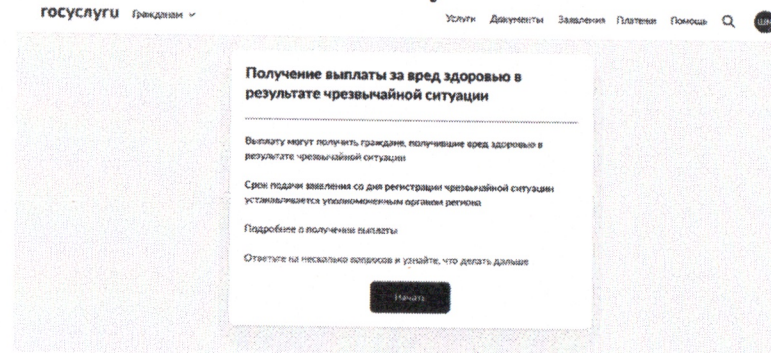 госуслуги Гражданам
Услуги Документы Заявления Платежи Помощь
Получение выплаты за вред здоровью в
результате чрезвычайной ситуации
Выплату могут получить граждане, получившие вред здоровью в
результате чрезвычайной ситуации
Срок подачи заявления со дня регистрации чрезвычайной ситуации
устанавливается уполномоченным органом региона
Подробнее о получении выплаты
Ответьте на несколько вопросов и узнайте, что делать дальше
Начать